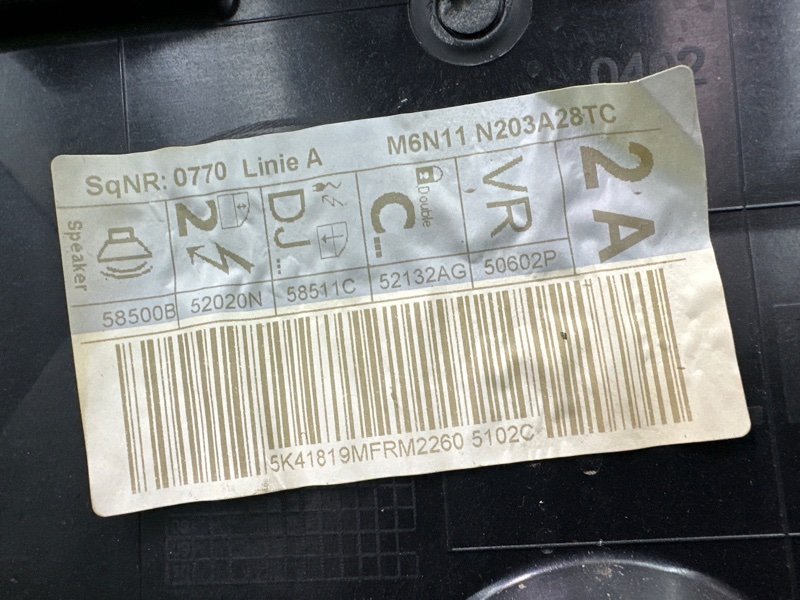 0402
SqNR: 0770 Linie A M6N11 N203A28TC
Speaker
2
DJ...
C...
Double
VR
2A
58500B 52020N 58511C 52132AG 50602P
5K41819MFRM2260 5102C